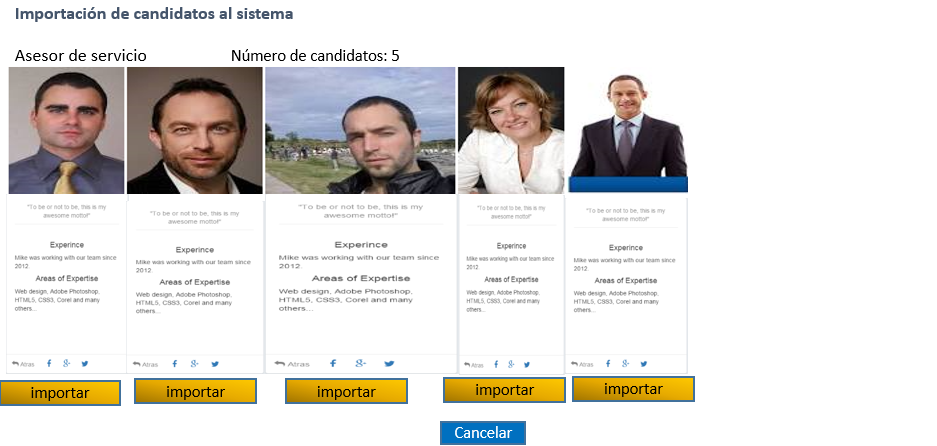 Importación de candidatos al sistema
Asesor de servicio Número de candidatos: 5
"To be or not to be, this is my
awesome motto!"
Experince
Mike was working with our team since
2012.
Areas of Expertise
Web design, Adobe Photoshop,
HTML5, CSS3, Corel and many
others...
Atras
importar
"To be or not to be, this is my
awesome motto!"
Experince
Mike was working with our team since
2012.
Areas of Expertise
Web design, Adobe Photoshop,
HTML5, CSS3, Corel and many
others...
Atras
importar
"To be or not to be, this is my
awesome motto!"
Experince
Mike was working with our team since
2012.
Areas of Expertise
Web design, Adobe Photoshop,
HTML5, CSS3, Corel and many
others...
Atras
importar
"To be or not to be, this is my
awesome motto!"
Experince
Mike was working with our team since
2012.
Areas of Expertise
Web design, Adobe Photoshop,
HTML5, CSS3, Corel and many
others...
Atras
importar
"To be or not to be, this is my
awesome motto!"
Experince
Mike was working with our team since
2012.
Areas of Expertise
Web design, Adobe Photoshop,
HTML5, CSS3, Corel and many
others...
Atras
importar
Cancelar